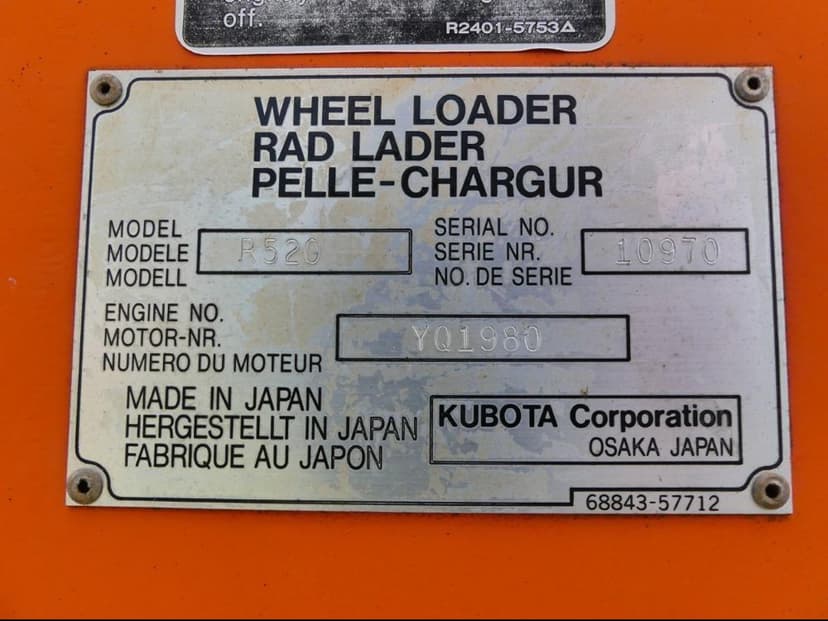 off.
R2401-5753△
WHEEL LOADER
RAD LADER
PELLE-CHARGUR
MODEL
MODELE
MODELL
R520
SERIAL NO.
SERIE NR.
NO. DE SERIE
10970
ENGINE NO.
MOTOR-NR.
NUMERO DU MOTEUR
YQ1980
MADE IN JAPAN
HERGESTELLT IN JAPAN
FABRIQUE AU JAPON
KUBOTA Corporation
OSAKA JAPAN
68843-57712